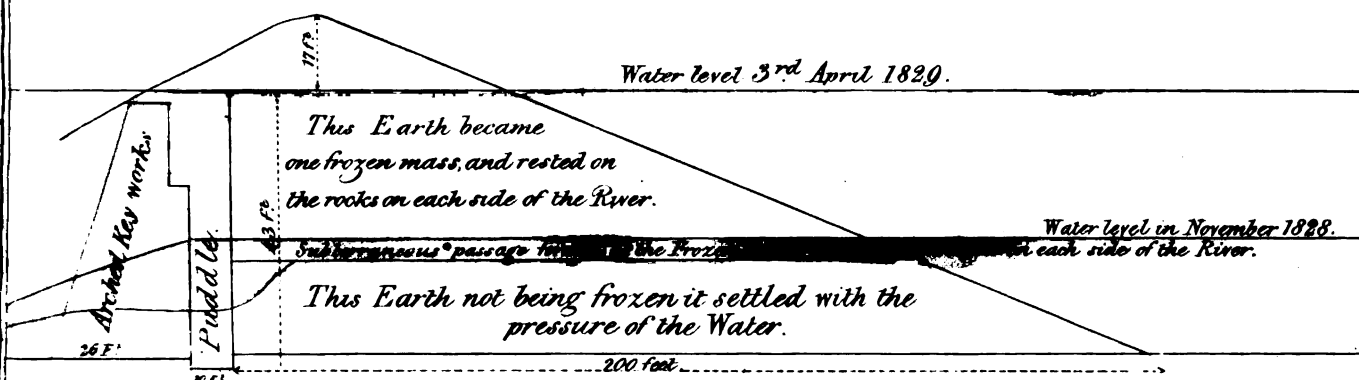 17 ft
Water level 3rd April 1829.
This Earth became
one frozen mass, and rested on
the rocks on each side of the River.
Arched Key works
Puddle
43 ft
Water level in November 1828.
Subterraneous passage the Froze each side of the River.
This Earth not being frozen it settled with the
pressure of the Water.
26 Ft
200 feet